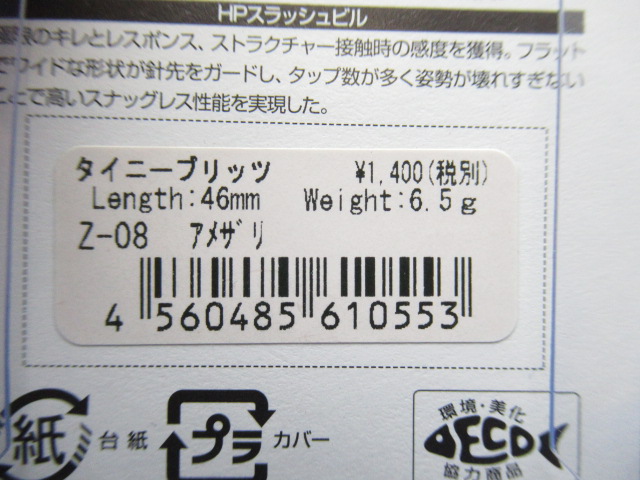 HPスラッシュビル
のキレとレスポンス、ストラクチャー接触時の感度を獲得。フラット
でワイドな形状が針先をガードし、タップ数が多く姿勢が壊れすぎない
ことで高いスナッグレス性能を実現した。
タイニーブリッツ ¥1,400(税別)
Length:46mm Weight:6.5g
Z-08 アメザリ
4 560485 610553
紙 台紙 プラ カバー
環境・美化
DECO
協力商品